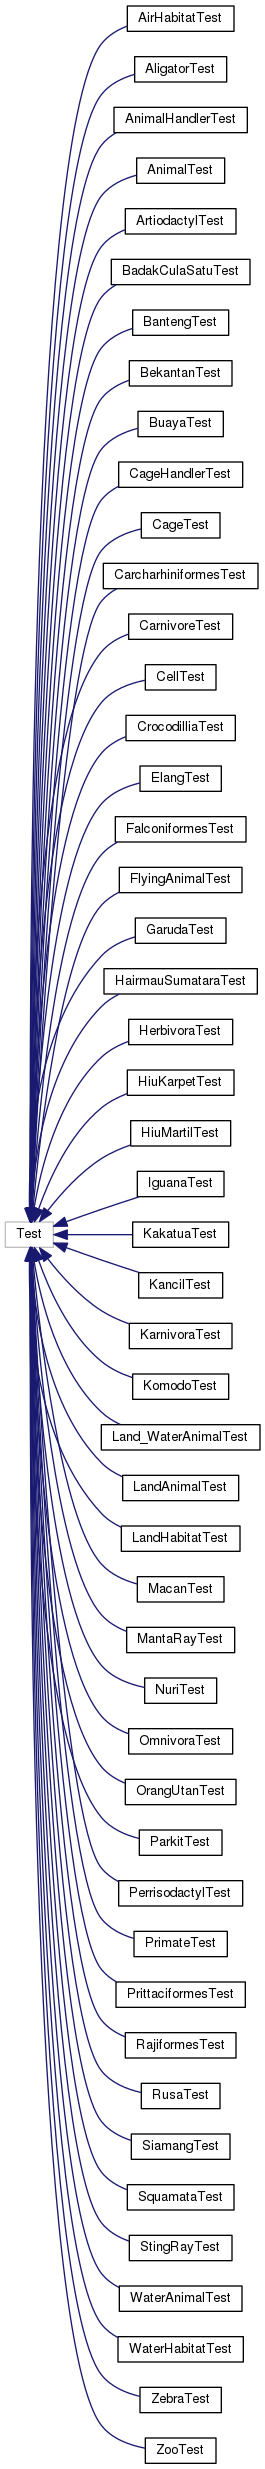 AirHabitatTest
AligatorTest
AnimalHandlerTest
AnimalTest
ArtiodactylTest
BadakCulaSatuTest
BantengTest
BekantanTest
BuayaTest
CageHandlerTest
CageTest
CarcharhiniformesTest
CarnivoreTest
CellTest
CrocodilliaTest
ElangTest
FalconiformesTest
FlyingAnimalTest
GarudaTest
HairmauSumataraTest
HerbivoraTest
HiuKarpetTest
HiuMartilTest
IguanaTest
Test
KakatuaTest
KancilTest
KarnivoraTest
KomodoTest
Land_WaterAnimalTest
LandAnimalTest
LandHabitatTest
MacanTest
MantaRayTest
NuriTest
OmnivoraTest
OrangUtanTest
ParkitTest
PerrisodactylTest
PrimateTest
PrittaciformesTest
RajiformesTest
RusaTest
SiamangTest
SquamataTest
StingRayTest
WaterAnimalTest
WaterHabitatTest
ZebraTest
ZooTest